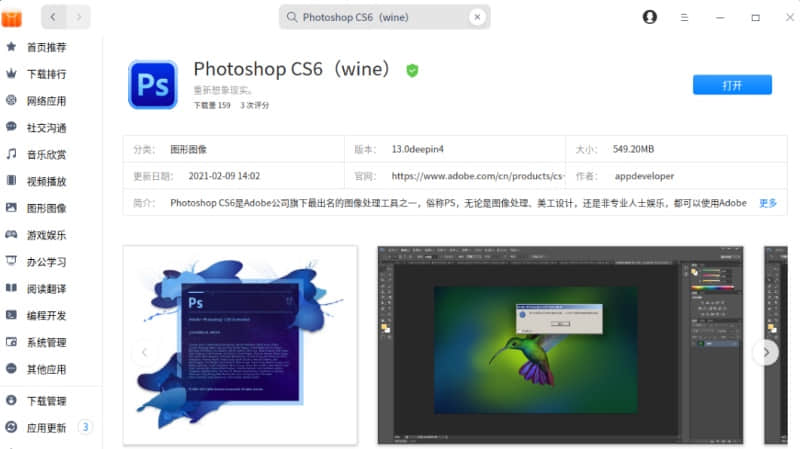 Photoshop CS6（wine）
首页推荐
下载排行
网络应用
社交沟通
音乐欣赏
视频播放
图形图像
游戏娱乐
办公学习
阅读翻译
编程开发
系统管理
其他应用
下载管理
应用更新 3
Ps
Photoshop CS6（wine）
重新想象现实。
下载量 159 3 次评分
打开
分类： 图形图像 版本： 13.0deepin4 大小： 549.20MB
更新日期： 2021-02-09 14:02 官网： https://www.adobe.com/cn/products/cs 作者： appdeveloper
简介： Photoshop CS6是Adobe公司旗下最出名的图像处理工具之一，俗称PS，无论是图像处理、美工设计，还是非专业人士娱乐，都可以使用Adobe 更多
Ps